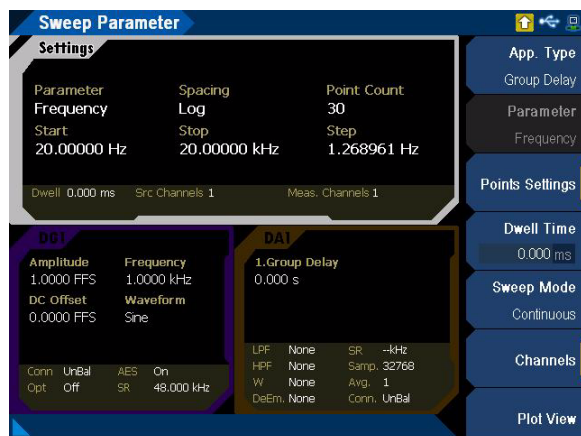 Sweep Parameter
Settings
Parameter Spacing Point Count
Frequency Log 30
Start Stop Step
20.00000 Hz 20.00000 kHz 1.268961 Hz
Dwell 0.000 ms Src Channels 1 Meas. Channels 1
DG1
Amplitude Frequency
1.0000 FFS 1.0000 kHz
DC Offset Waveform
0.0000 FFS Sine
Conn UnBal AES On
Opt Off SR 48.000 kHz
DA1
1.Group Delay
0.000 s
LPF None SR --kHz
HPF None Samp. 32768
W None Avg. 1
DeEm. None Conn. UnBal
App. Type
Group Delay
Parameter
Frequency
Points Settings
Dwell Time
0.000 ms
Sweep Mode
Continuous
Channels
Plot View